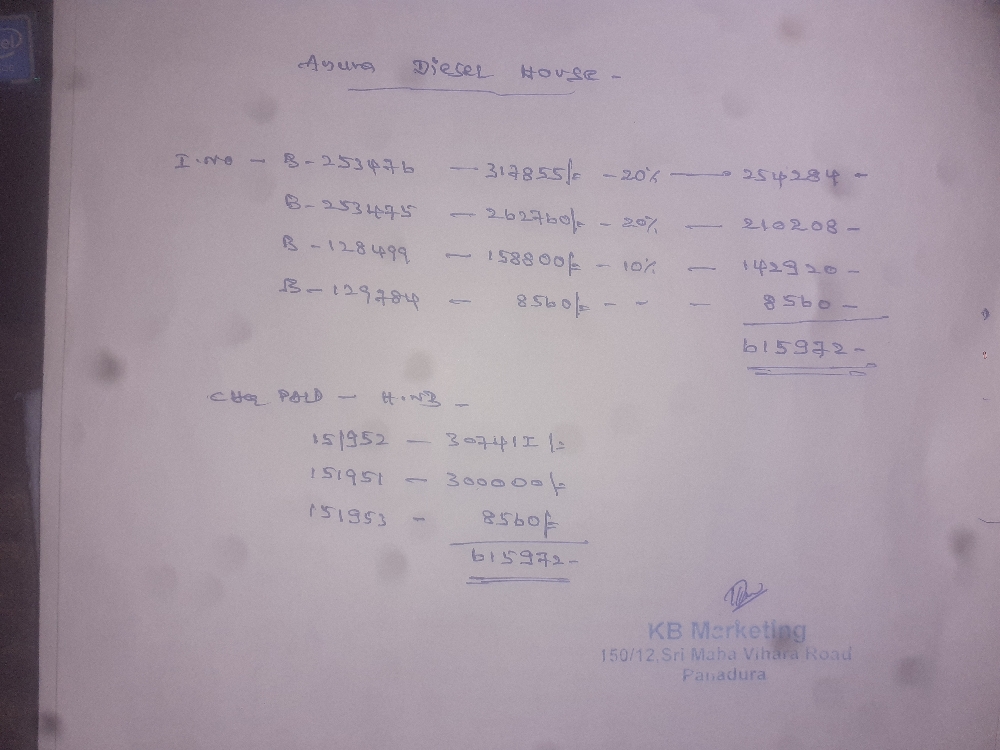 Anura Diesel House -
I.No - B-253476 - 317855/= - 20% - 254284 -
B-253475 - 262760/= - 20% - 210208 -
B-128499 - 158800/= - 10% - 142920 -
B-129784 - 8560/= - - - 8560 -
615972 -
CHQ PAID - H.N.B -
151952 - 307412/=
151951 - 300000/=
151953 - 8560/=
615972 -
KB Marketing
150/12,Sri Maha Vihara Road
Panadura